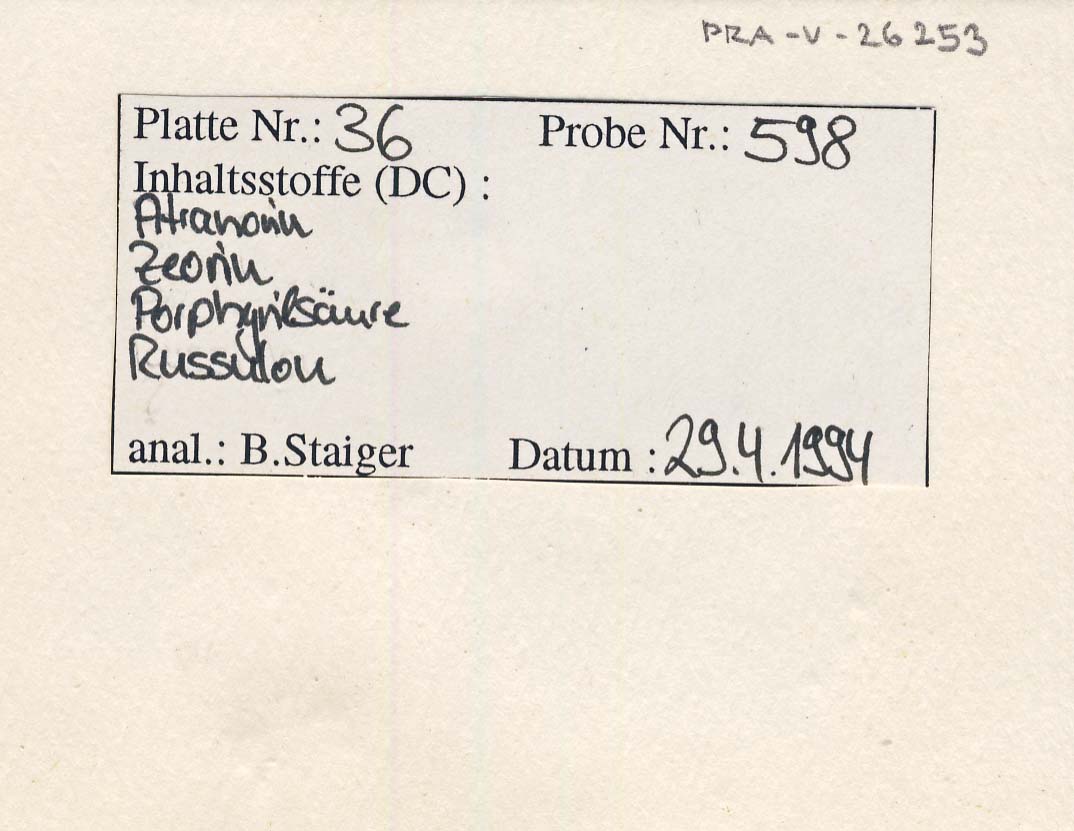 PRA-V-26253
Platte Nr.: 36 Probe Nr.: 598
Inhaltsstoffe (DC) :
Atranorin
Zeorin
Porphyrilsäure
Russulon
anal.: B.Staiger Datum : 29.4.1994